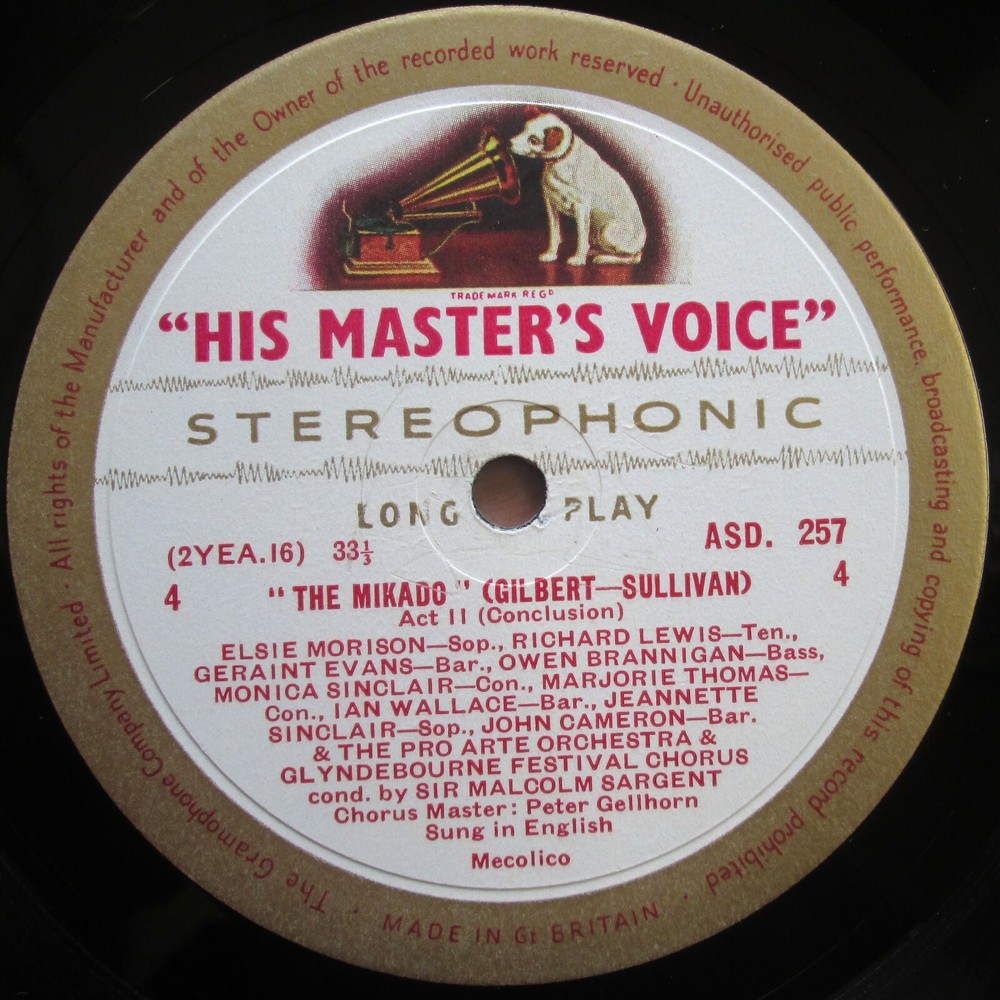 The Gramophone Company Limited · All rights of the Manufacturer and of the Owner of the recorded work reserved · Unauthorised public performance, broadcasting and copying of this record prohibited ·
TRADE MARK REGD
“HIS MASTER'S VOICE”
STEREOPHONIC
LONG PLAY
(2YEA.16) 33⅓ ASD. 257
4 “THE MIKADO” (GILBERT—SULLIVAN) 4
Act II (Conclusion)
ELSIE MORISON—Sop., RICHARD LEWIS—Ten.,
GERAINT EVANS—Bar., OWEN BRANNIGAN—Bass,
MONICA SINCLAIR—Con., MARJORIE THOMAS—
Con., IAN WALLACE—Bar., JEANNETTE
SINCLAIR—Sop., JOHN CAMERON—Bar.
& THE PRO ARTE ORCHESTRA &
GLYNDEBOURNE FESTIVAL CHORUS
cond. by SIR MALCOLM SARGENT
Chorus Master: Peter Gellhorn
Sung in English
Mecolico
MADE IN Gt BRITAIN